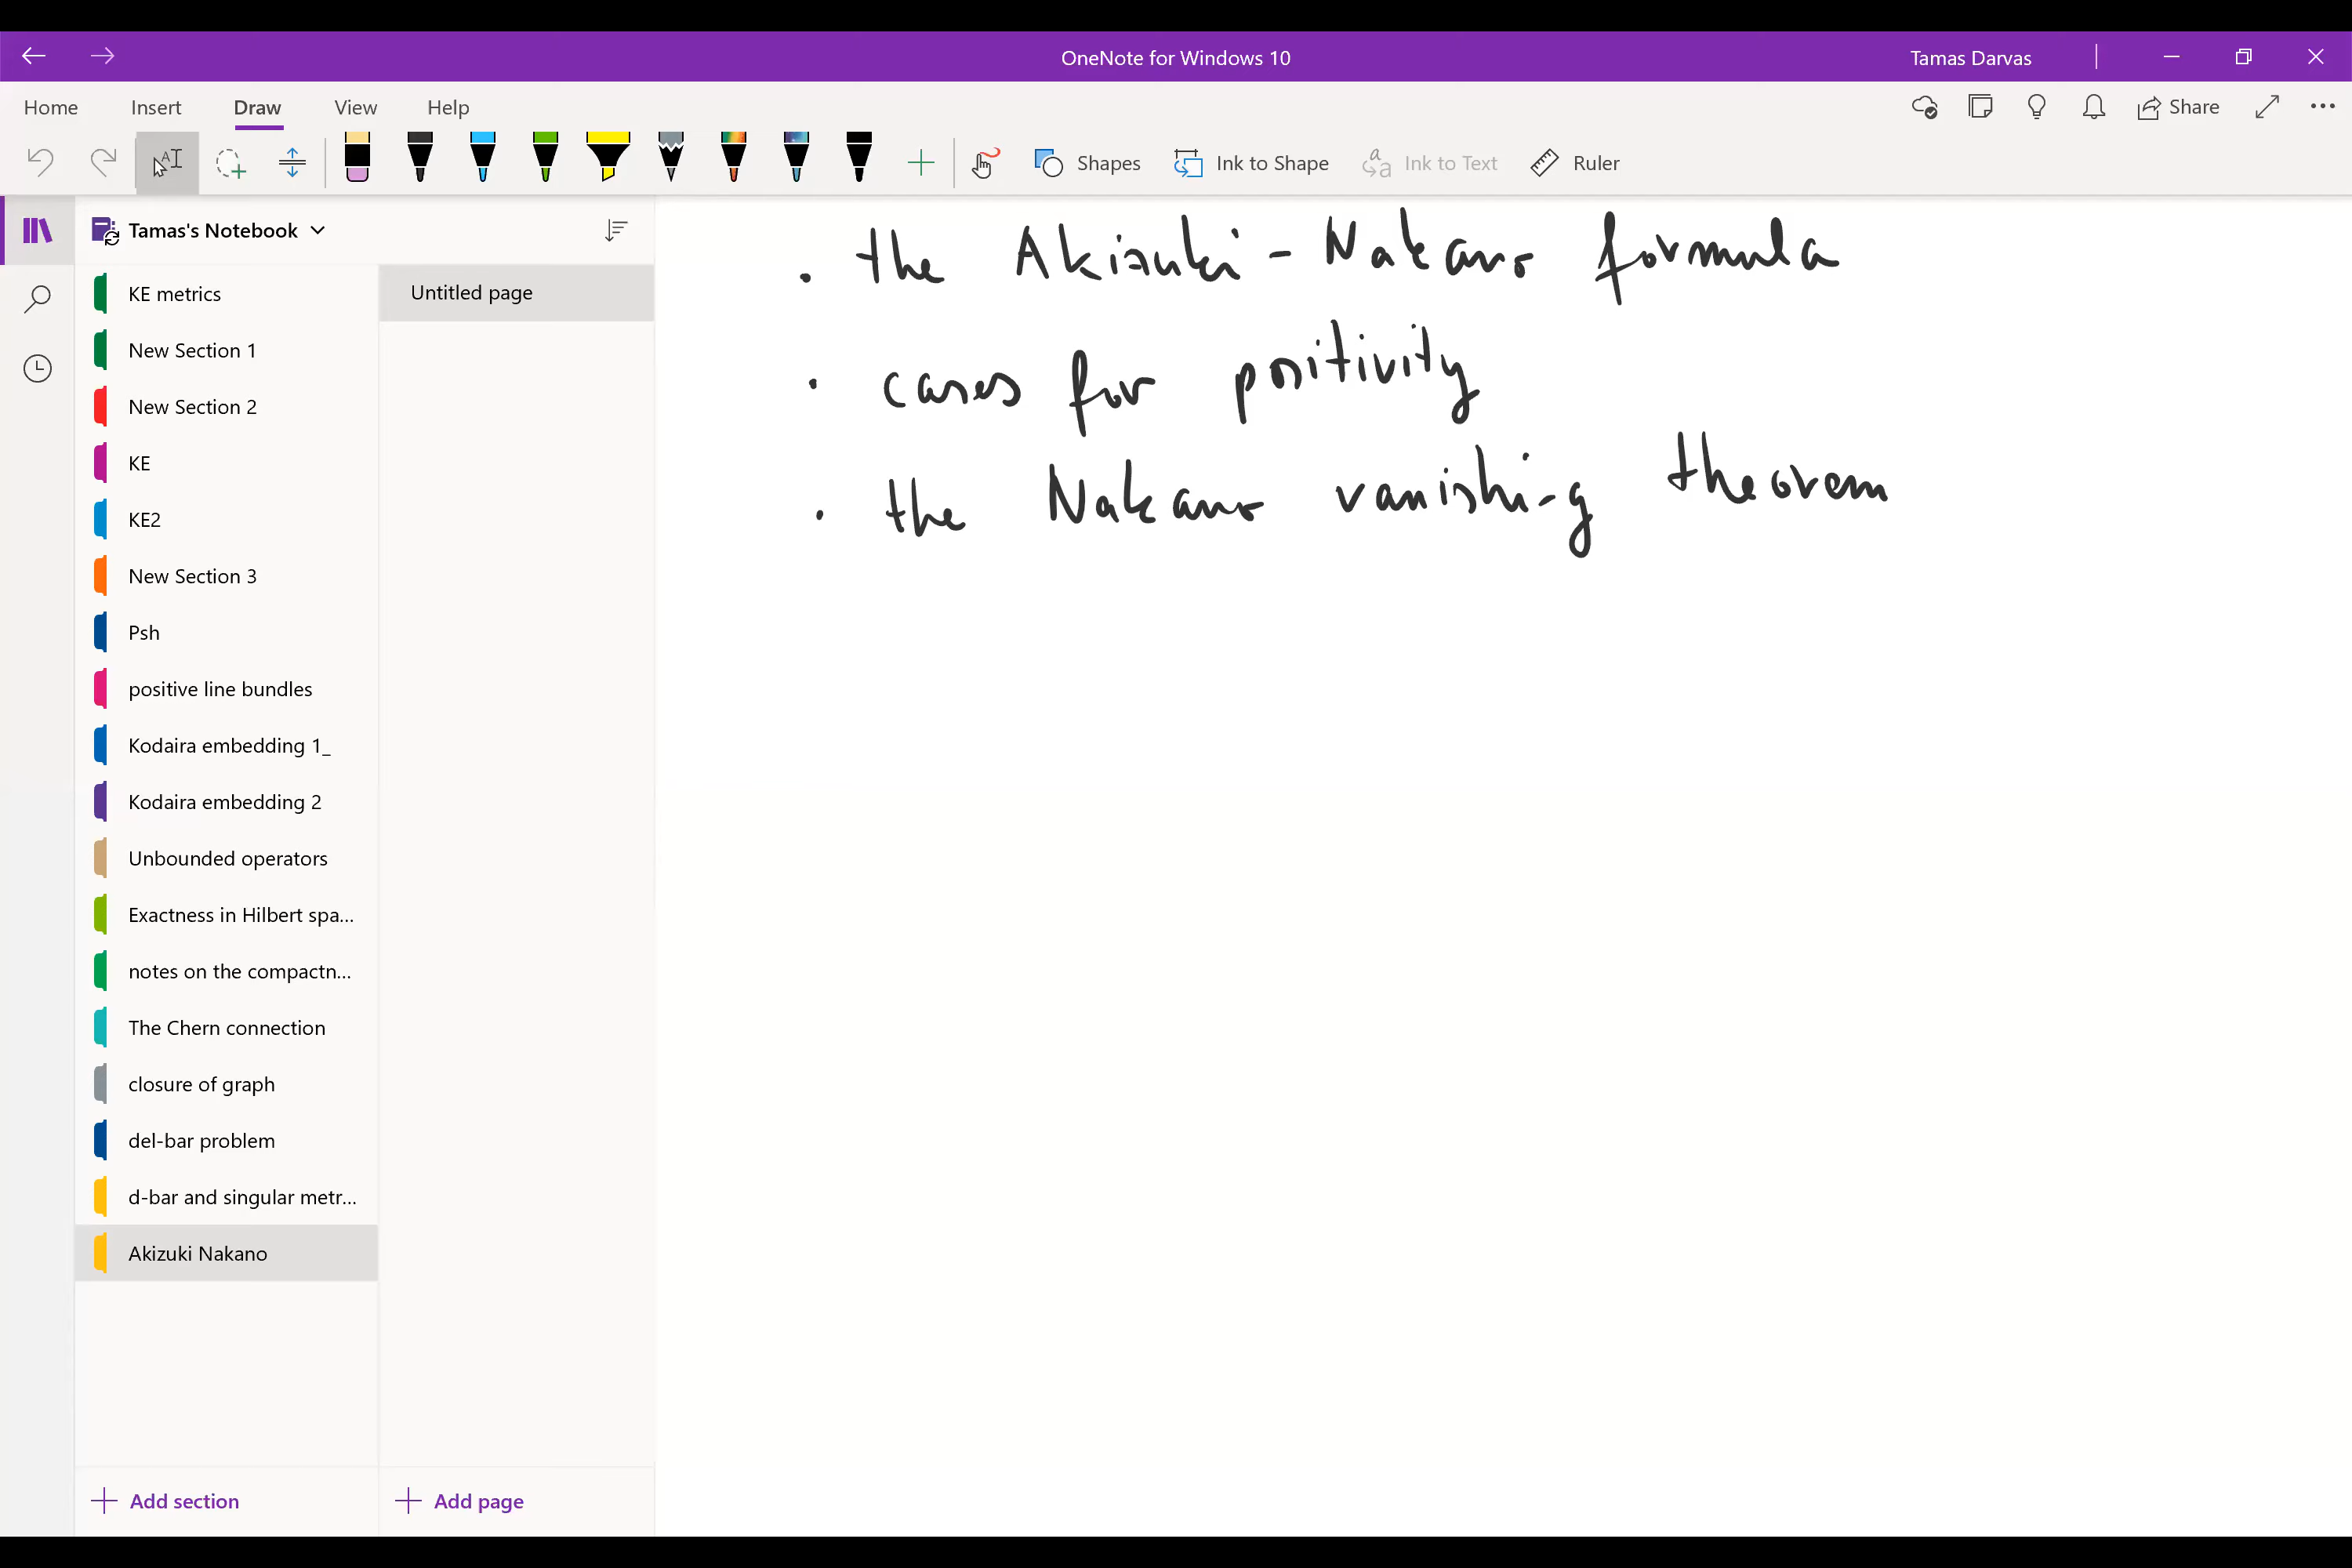 OneNote for Windows 10
Tamas Darvas
Home Insert Draw View Help
Share
Shapes Ink to Shape Ink to Text Ruler
Tamas's Notebook
KE metrics
New Section 1
New Section 2
KE
KE2
New Section 3
Psh
positive line bundles
Kodaira embedding 1_
Kodaira embedding 2
Unbounded operators
Exactness in Hilbert spa...
notes on the compactn...
The Chern connection
closure of graph
del-bar problem
d-bar and singular metr...
Akizuki Nakano
Add section
Untitled page
Add page
. the Akizuki - Nakano formula
· cases for positivity
. the Nakano vanishing theorem